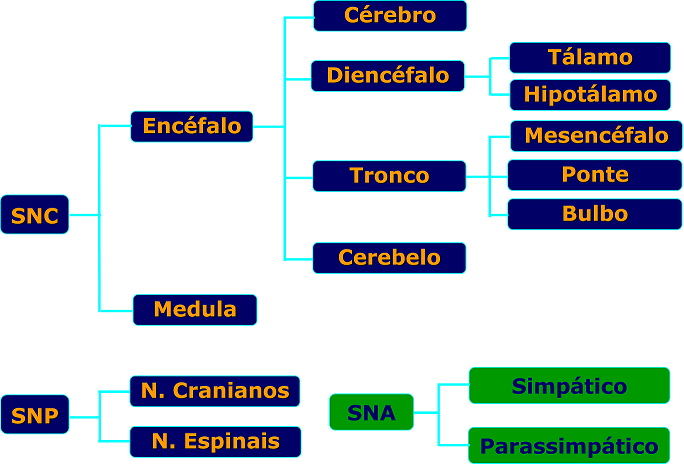 Cérebro
Diencéfalo
Tálamo
Hipotálamo
Encéfalo
Mesencéfalo
Tronco
Ponte
Bulbo
SNC
Cerebelo
Medula
N. Cranianos
SNP
N. Espinais
Simpático
SNA
Parassimpático